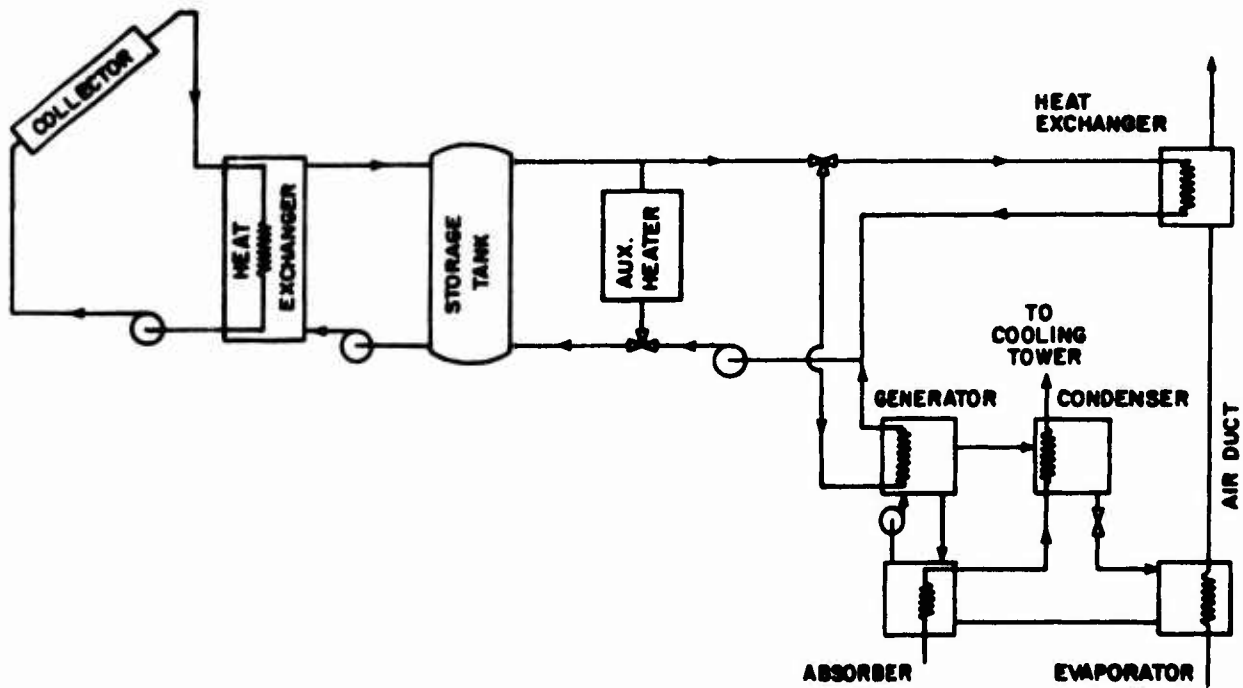 COLLECTOR
HEAT
EXCHANGER
STORAGE
TANK
AUX.
HEATER
HEAT
EXCHANGER
TO
COOLING
TOWER
GENERATOR
CONDENSER
AIR DUCT
ABSORBER
EVAPORATOR